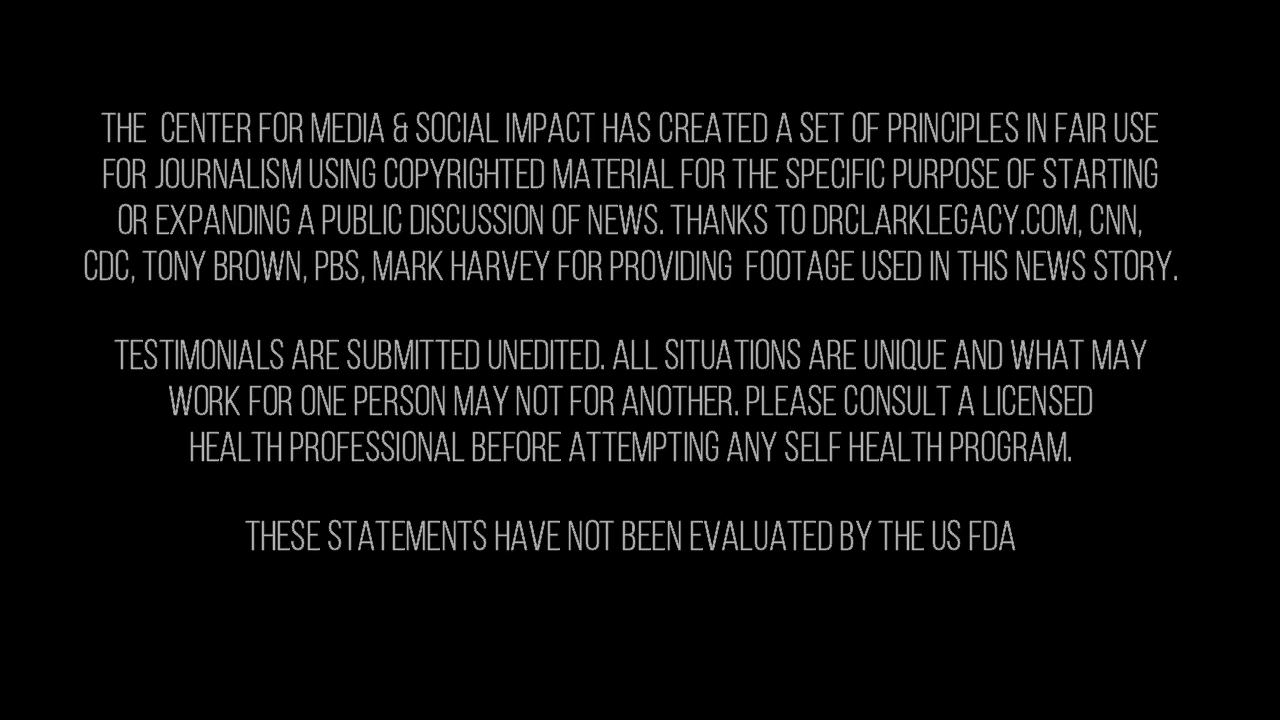 THE CENTER FOR MEDIA & SOCIAL IMPACT HAS CREATED A SET OF PRINCIPLES IN FAIR USE
FOR JOURNALISM USING COPYRIGHTED MATERIAL FOR THE SPECIFIC PURPOSE OF STARTING
OR EXPANDING A PUBLIC DISCUSSION OF NEWS. THANKS TO DRCLARKLEGACY.COM, CNN,
CDC, TONY BROWN, PBS, MARK HARVEY FOR PROVIDING FOOTAGE USED IN THIS NEWS STORY.
TESTIMONIALS ARE SUBMITTED UNEDITED. ALL SITUATIONS ARE UNIQUE AND WHAT MAY
WORK FOR ONE PERSON MAY NOT FOR ANOTHER. PLEASE CONSULT A LICENSED
HEALTH PROFESSIONAL BEFORE ATTEMPTING ANY SELF HEALTH PROGRAM.
THESE STATEMENTS HAVE NOT BEEN EVALUATED BY THE US FDA